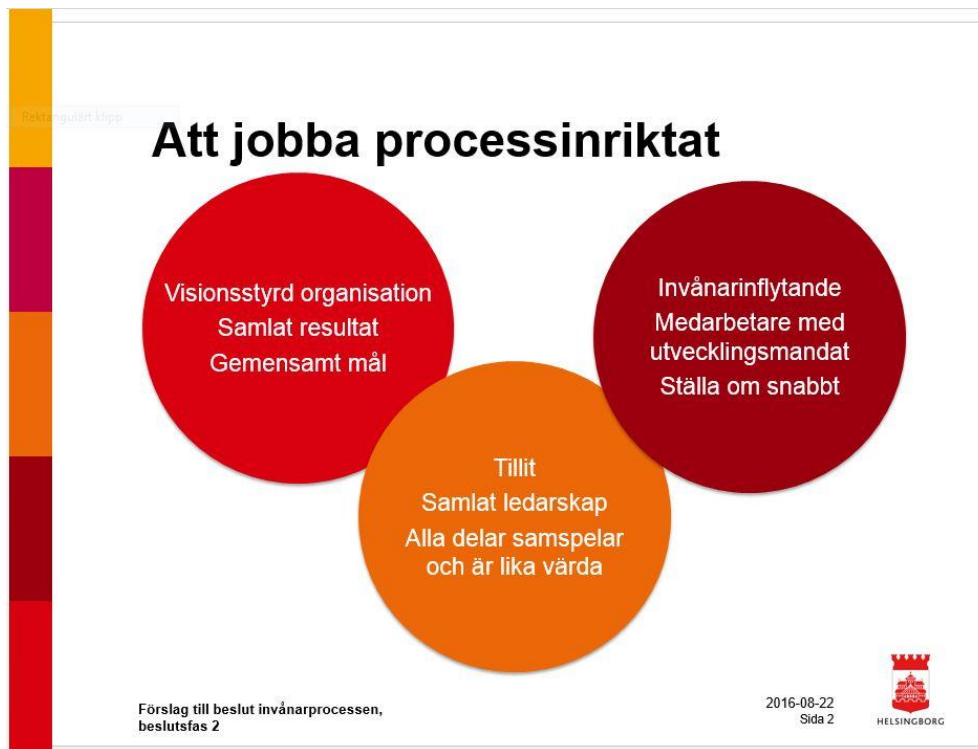 Rektangulärt klipp
Att jobba processinriktat
Visionsstyrd organisation
Samlat resultat
Gemensamt mål
Tillit
Samlat ledarskap
Alla delar samspelar
och är lika värda
Invånarinflytande
Medarbetare med
utvecklingsmandat
Ställa om snabbt
Förslag till beslut invånarprocessen,
beslutsfas 2
2016-08-22
Sida 2
HELSINGBORG